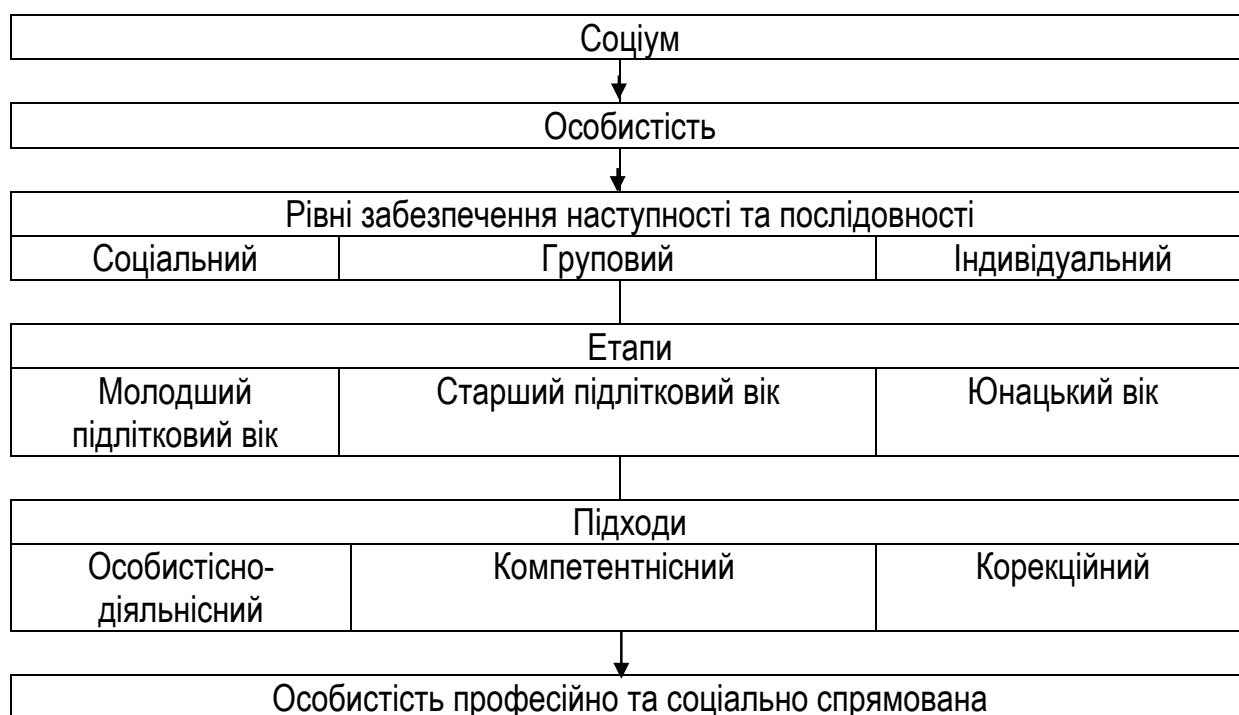 Соціум
Особистість
Рівні забезпечення наступності та послідовності
Соціальний Груповий Індивідуальний
Етапи
Молодший Старший підлітковий вік Юнацький вік
підлітковий вік
Підходи
Особистісно- Компетентнісний Корекційний
діяльнісний
Особистість професійно та соціально спрямована